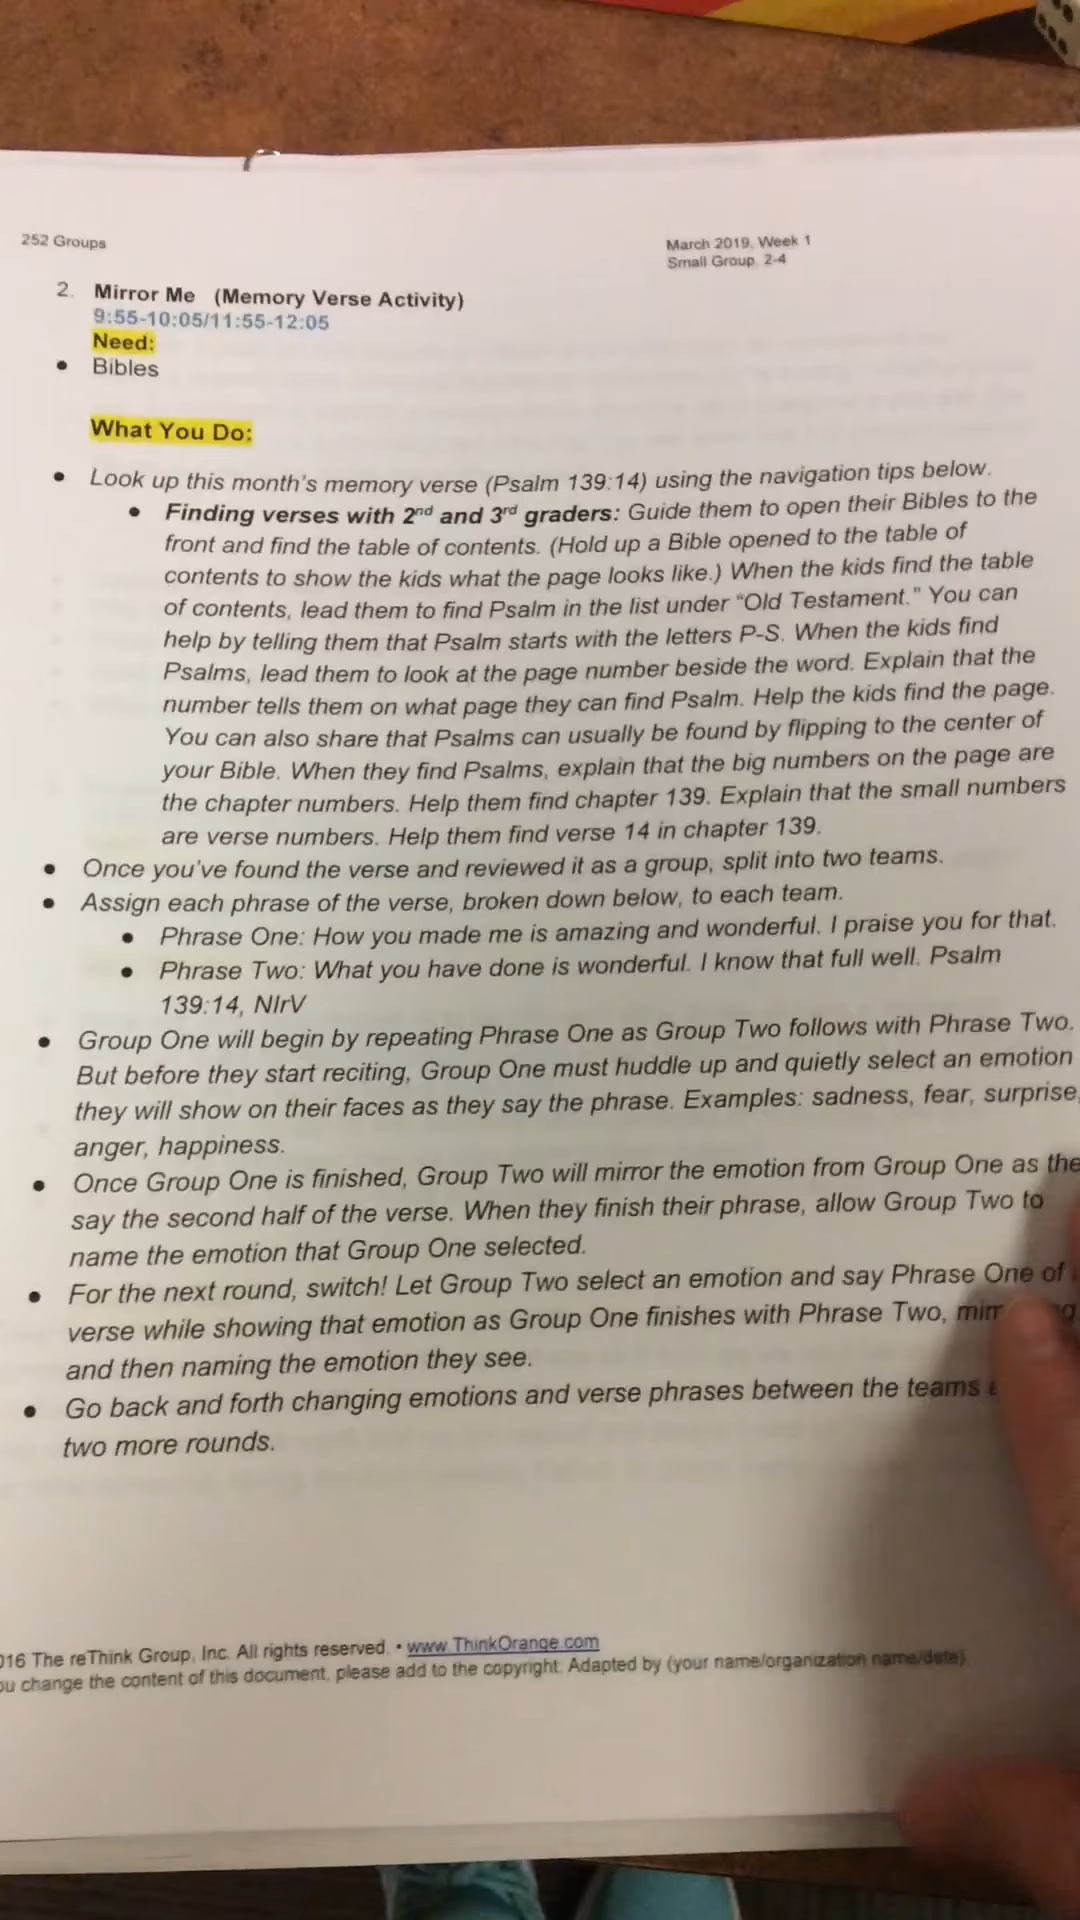 252 Groups
March 2019, Week 1
Small Group, 2-4
2. Mirror Me (Memory Verse Activity)
9:55-10:05/11:55-12:05
Need:
• Bibles
What You Do:
• Look up this month's memory verse (Psalm 139:14) using the navigation tips below.
• Finding verses with 2nd and 3rd graders: Guide them to open their Bibles to the
front and find the table of contents. (Hold up a Bible opened to the table of
contents to show the kids what the page looks like.) When the kids find the table
of contents, lead them to find Psalm in the list under “Old Testament.” You can
help by telling them that Psalm starts with the letters P-S. When the kids find
Psalms, lead them to look at the page number beside the word. Explain that the
number tells them on what page they can find Psalm. Help the kids find the page.
You can also share that Psalms can usually be found by flipping to the center of
your Bible. When they find Psalms, explain that the big numbers on the page are
the chapter numbers. Help them find chapter 139. Explain that the small numbers
are verse numbers. Help them find verse 14 in chapter 139.
• Once you've found the verse and reviewed it as a group, split into two teams.
• Assign each phrase of the verse, broken down below, to each team.
• Phrase One: How you made me is amazing and wonderful. I praise you for that.
• Phrase Two: What you have done is wonderful. I know that full well. Psalm
139:14, NIrV
• Group One will begin by repeating Phrase One as Group Two follows with Phrase Two.
But before they start reciting, Group One must huddle up and quietly select an emotion
they will show on their faces as they say the phrase. Examples: sadness, fear, surprise,
anger, happiness.
• Once Group One is finished, Group Two will mirror the emotion from Group One as the
say the second half of the verse. When they finish their phrase, allow Group Two to
name the emotion that Group One selected.
• For the next round, switch! Let Group Two select an emotion and say Phrase One of
verse while showing that emotion as Group One finishes with Phrase Two,
and then naming the emotion they see.
• Go back and forth changing emotions and verse phrases between the teams
two more rounds.
016 The reThink Group, Inc. All rights reserved. • www.ThinkOrange.com
ou change the content of this document, please add to the copyright: Adapted by (your name/organization name/date).